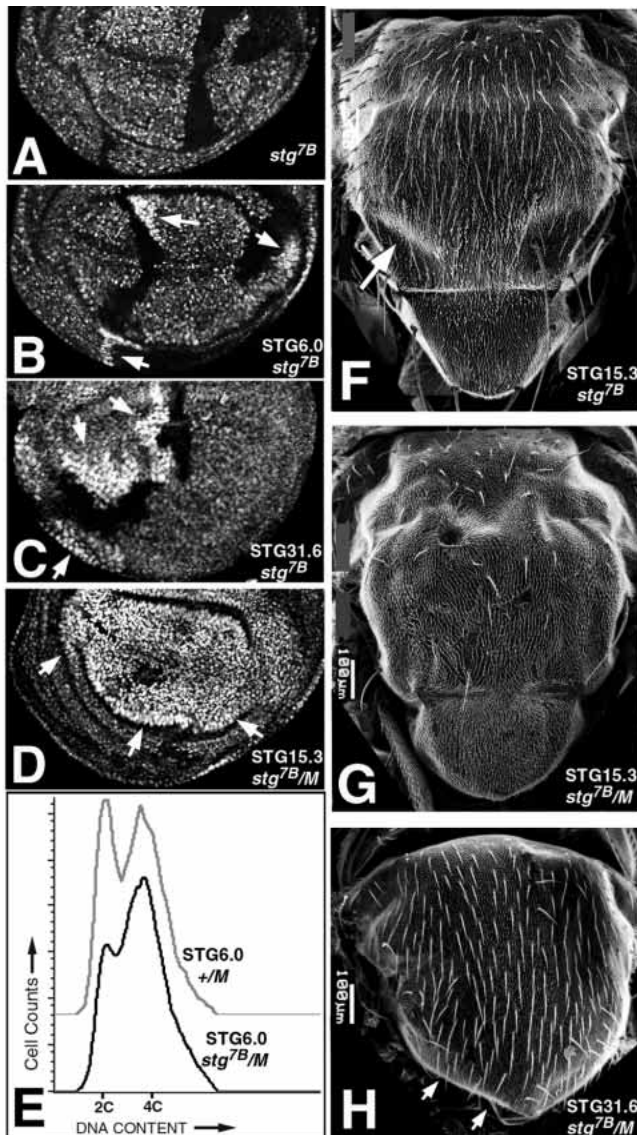 A
stg7B
B
STG6.0
stg7B
C
STG31.6
stg7B
D
STG15.3
stg7B/M
E
Cell Counts
STG6.0
+/M
STG6.0
stg7B/M
2C
4C
DNA CONTENT
F
STG15.3
stg7B
G
100µm
STG15.3
stg7B/M
H
100µm
STG31.6
stg7B/M